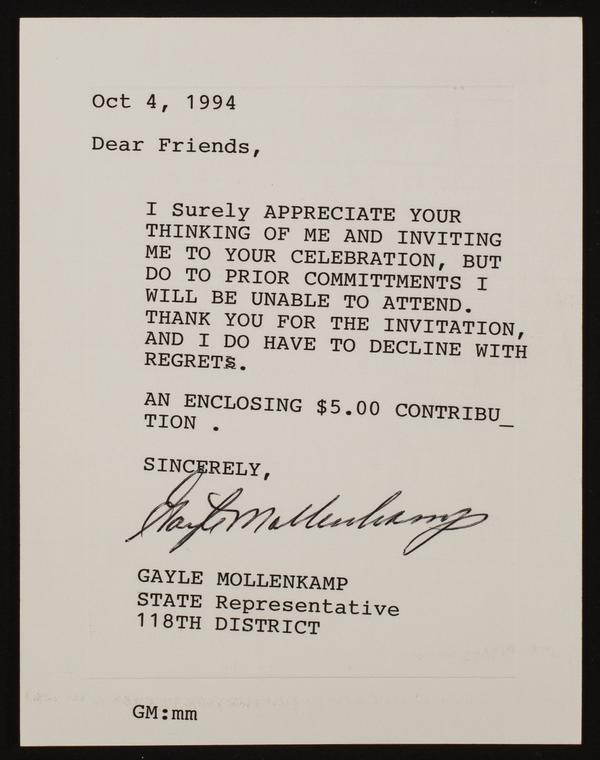 Oct 4, 1994
Dear Friends,
I Surely APPRECIATE YOUR
THINKING OF ME AND INVITING
ME TO YOUR CELEBRATION, BUT
DO TO PRIOR COMMITTMENTS I
WILL BE UNABLE TO ATTEND.
THANK YOU FOR THE INVITATION,
AND I DO HAVE TO DECLINE WITH
REGRETS.
AN ENCLOSING $5.00 CONTRIBU_
TION .
SINCERELY,
Gayle Mollenkamp
GAYLE MOLLENKAMP
STATE Representative
118TH DISTRICT
GM:mm